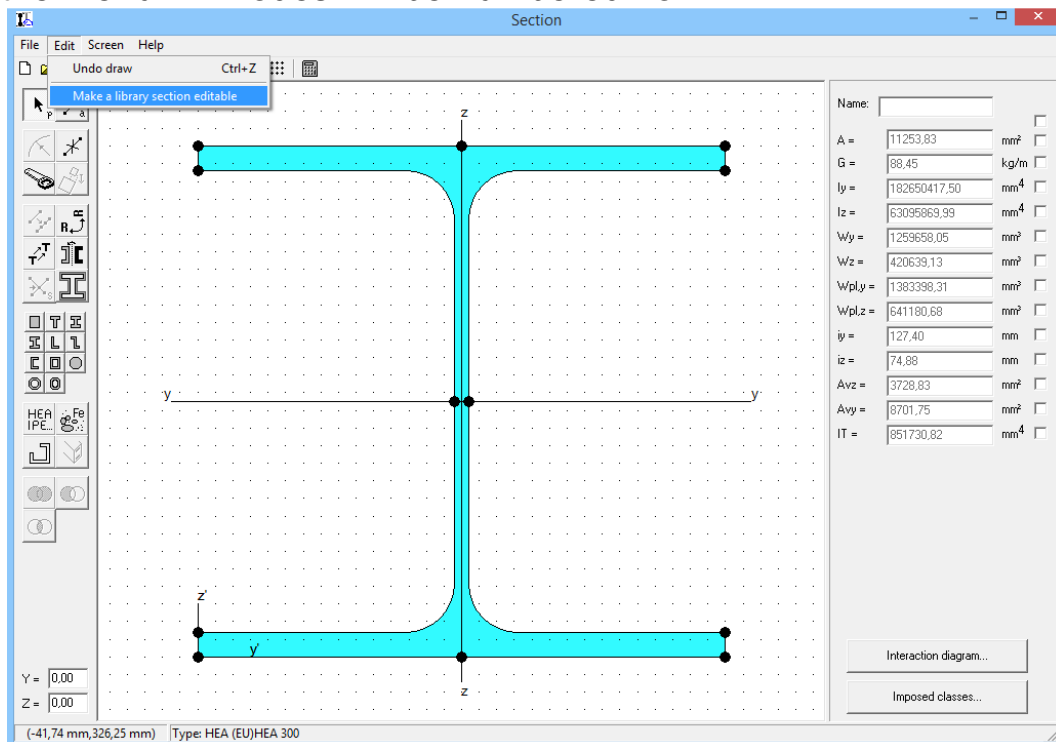 Section
File Edit Screen Help
Undo draw Ctrl+Z
Make a library section editable
P a
R
T T
S
HEA IPE... Fe
Y = 0,00
Z = 0,00
z
y y
z'
y'
z
Name:
A = 11253,83 mm²
G = 88,45 kg/m
Iy = 182650417,50 mm4
Iz = 63095869,99 mm4
Wy = 1259658,05 mm³
Wz = 420639,13 mm³
Wpl,y = 1383398,31 mm³
Wpl,z = 641180,68 mm³
iy = 127,40 mm
iz = 74,88 mm
Avz = 3728,83 mm²
Avy = 8701,75 mm²
IT = 851730,82 mm4
Interaction diagram...
Imposed classes...
(-41,74 mm,326,25 mm) Type: HEA (EU)HEA 300